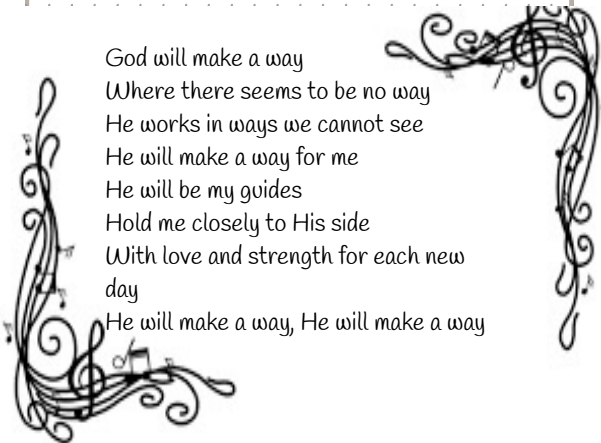 God will make a way
Where there seems to be no way
He works in ways we cannot see
He will make a way for me
He will be my guides
Hold me closely to His side
With love and strength for each new
day
He will make a way, He will make a way